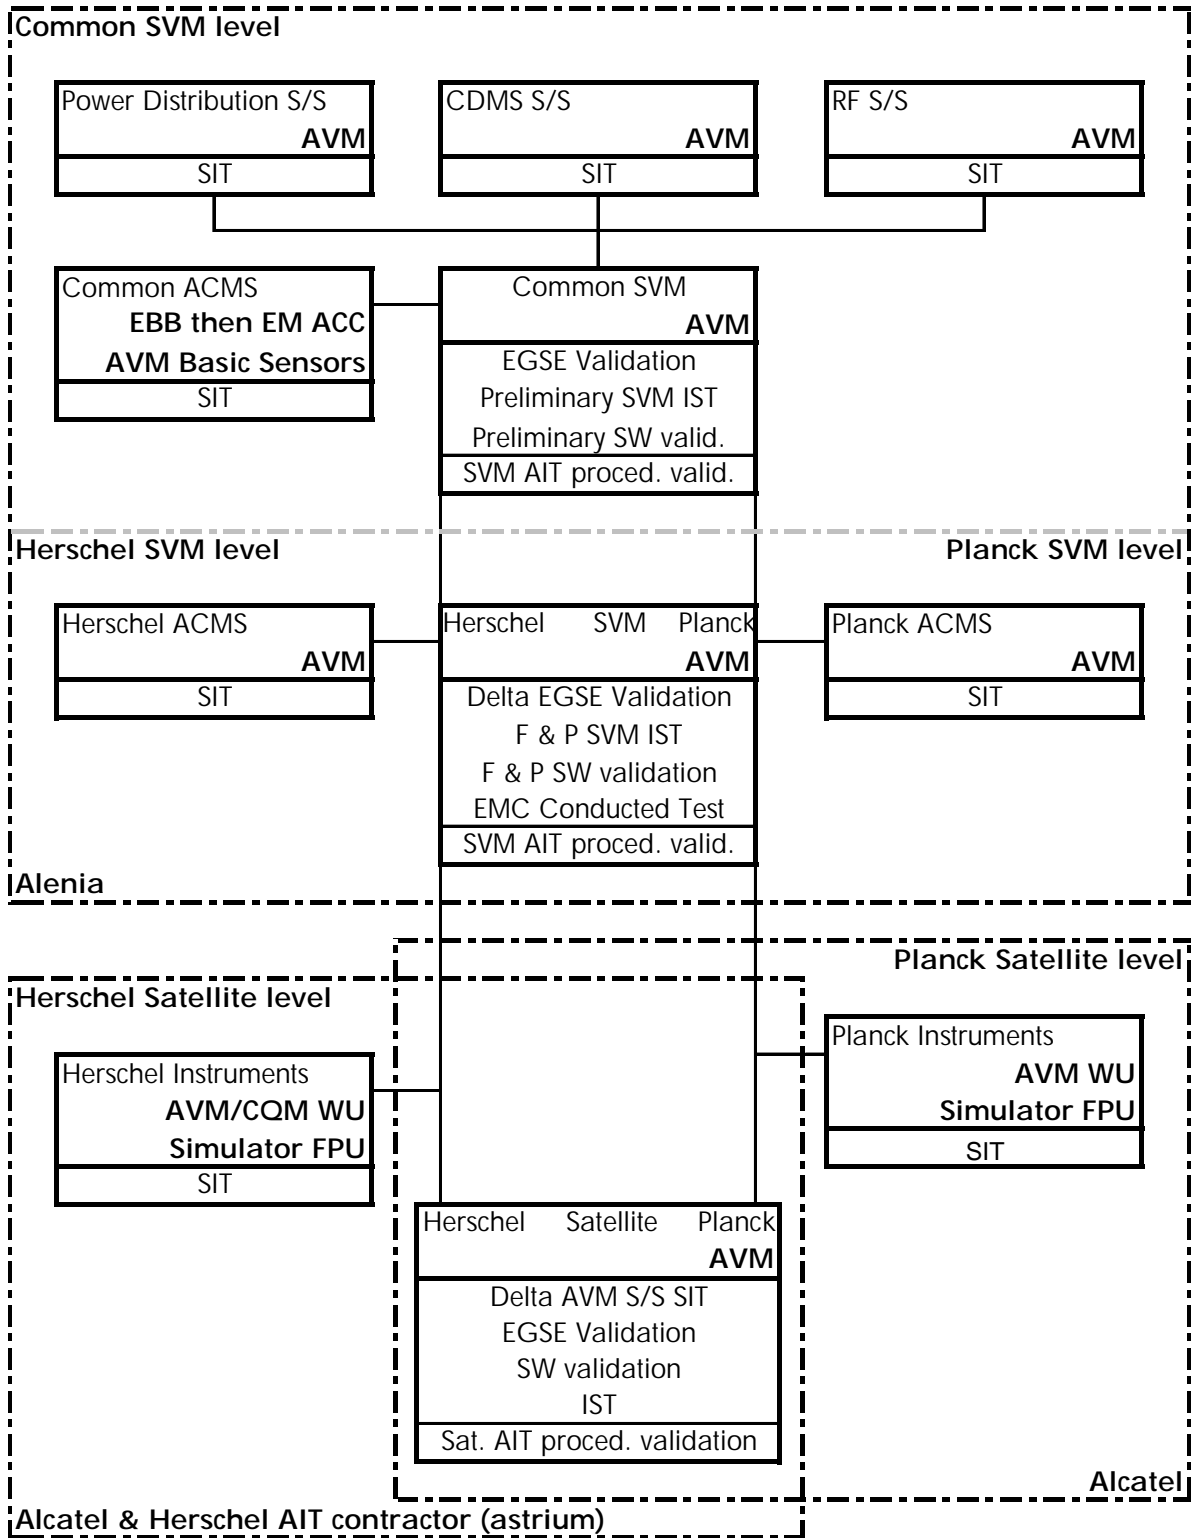 Common SVM level
Power Distribution S/S
AVM
SIT
CDMS S/S
AVM
SIT
RF S/S
AVM
SIT
Common ACMS
EBB then EM ACC
AVM Basic Sensors
SIT
Common SVM
AVM
EGSE Validation
Preliminary SVM IST
Preliminary SW valid.
SVM AIT proced. valid.
Herschel SVM level
Planck SVM level
Herschel ACMS
AVM
SIT
Herschel SVM Planck
AVM
Delta EGSE Validation
F & P SVM IST
F & P SW validation
EMC Conducted Test
SVM AIT proced. valid.
Planck ACMS
AVM
SIT
Alenia
Planck Satellite level
Herschel Satellite level
Herschel Instruments
AVM/CQM WU
Simulator FPU
SIT
Planck Instruments
AVM WU
Simulator FPU
SIT
Herschel Satellite Planck
AVM
Delta AVM S/S SIT
EGSE Validation
SW validation
IST
Sat. AIT proced. validation
Alcatel
Alcatel & Herschel AIT contractor (astrium)